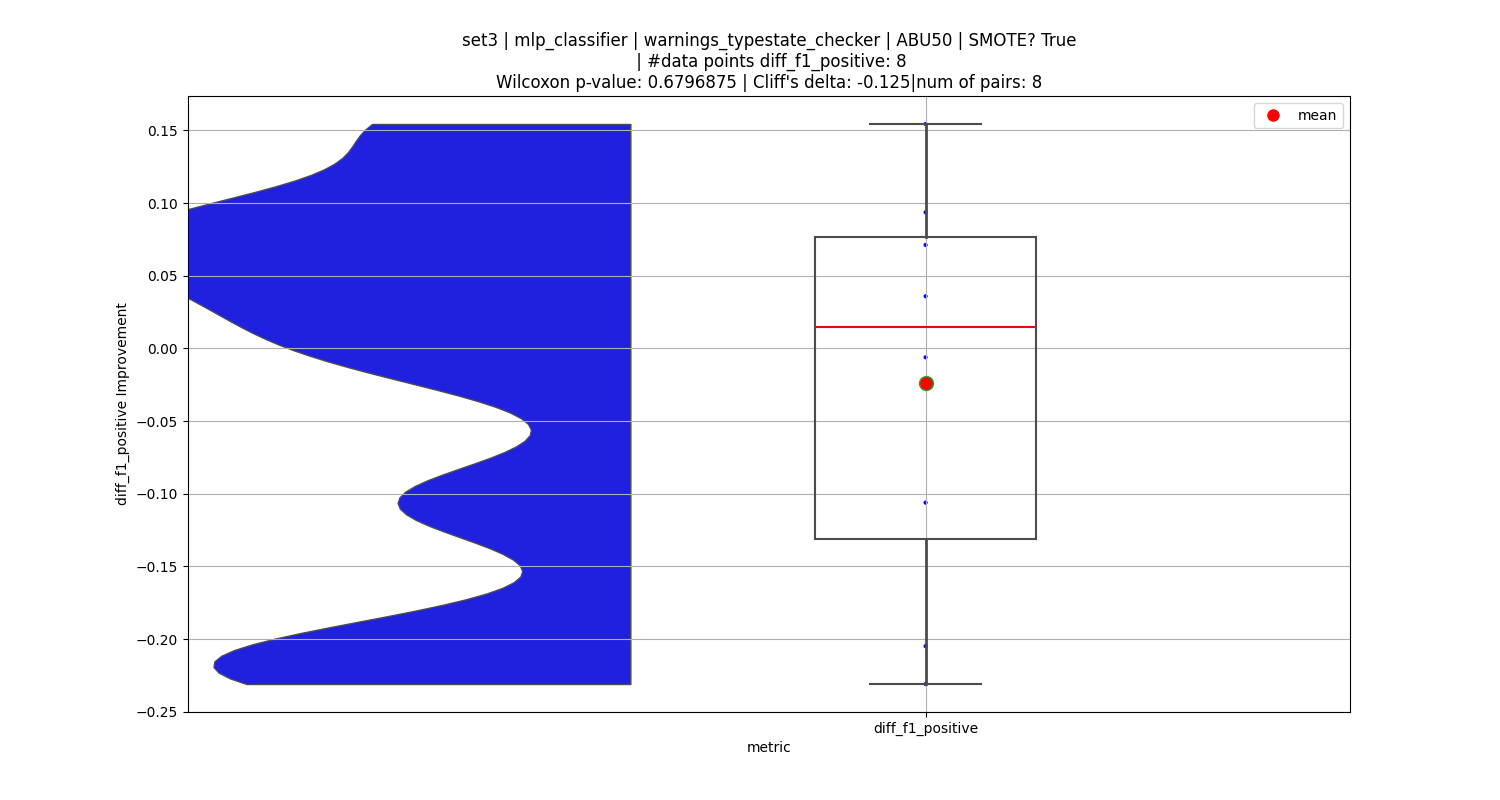 set3 | mlp_classifier | warnings_typestate_checker | ABU50 | SMOTE? True
| #data points diff_f1_positive: 8
Wilcoxon p-value: 0.6796875 | Cliff's delta: -0.125|num of pairs: 8
mean
0.15
0.10
0.05
0.00
−0.05
−0.10
−0.15
−0.20
−0.25
diff_f1_positive Improvement
diff_f1_positive
metric